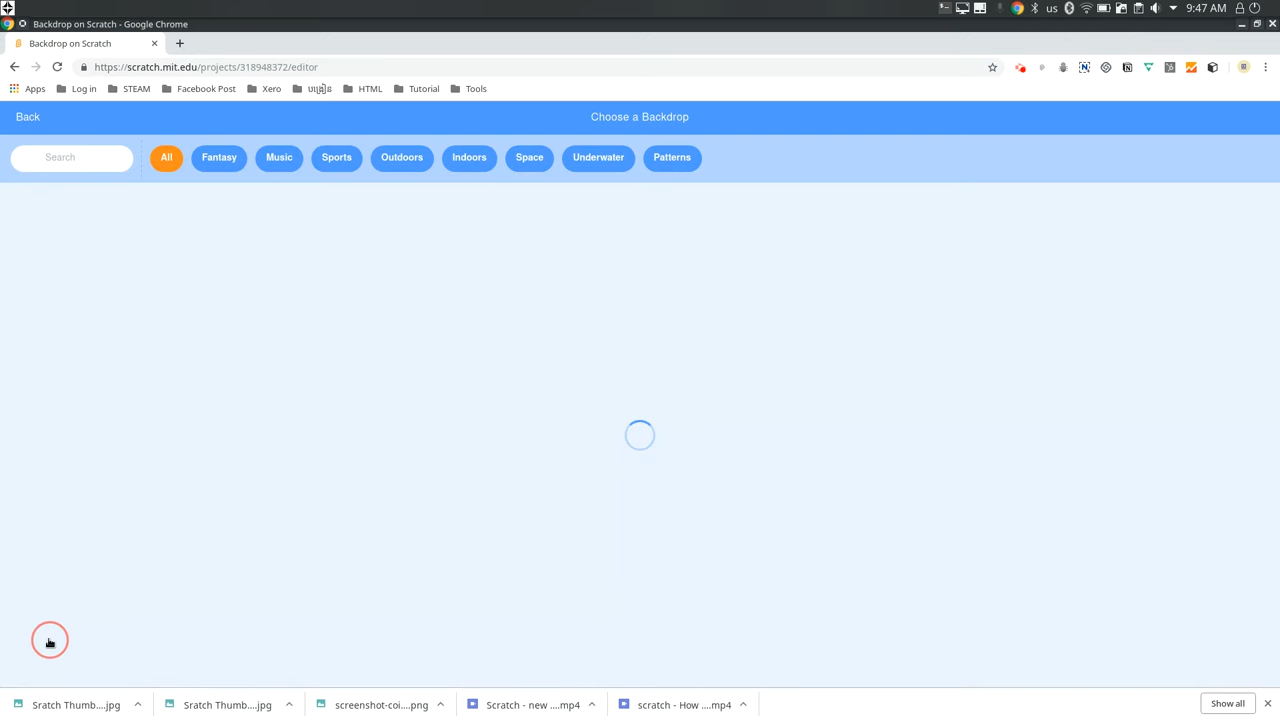 us 9:47 AM
Backdrop on Scratch - Google Chrome
Backdrop on Scratch
https://scratch.mit.edu/projects/318948372/editor
Apps Log in STEAM Facebook Post Xero HTML Tutorial Tools
Back Choose a Backdrop
Search All Fantasy Music Sports Outdoors Indoors Space Underwater Patterns
Sratch Thumb....jpg Sratch Thumb....jpg screenshot-coi....png Scratch - new ....mp4 scratch - How ....mp4 Show all